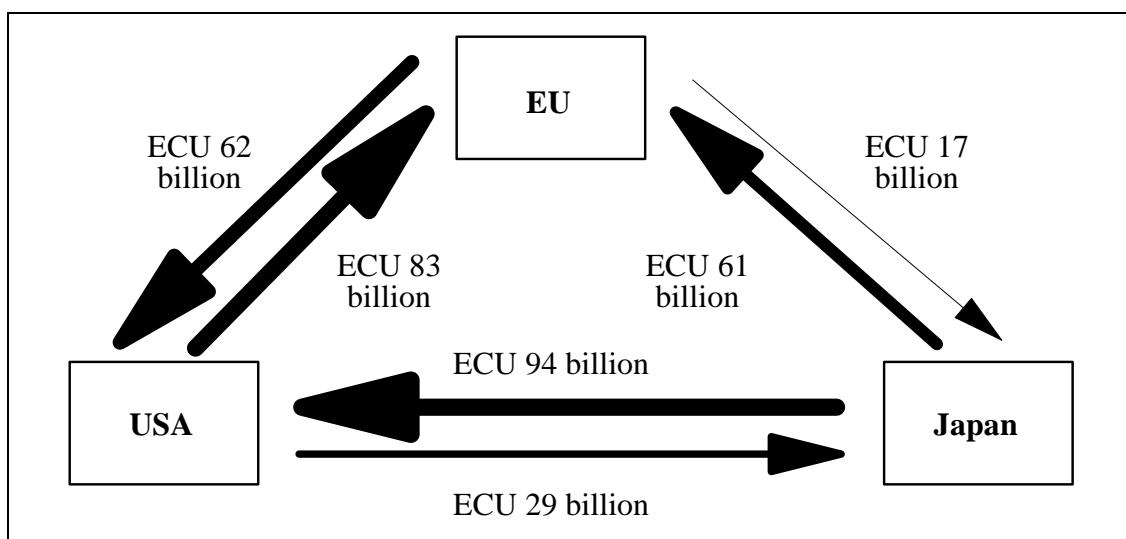 EU
ECU 62
billion
ECU 17
billion
ECU 83
billion
ECU 61
billion
ECU 94 billion
USA
Japan
ECU 29 billion